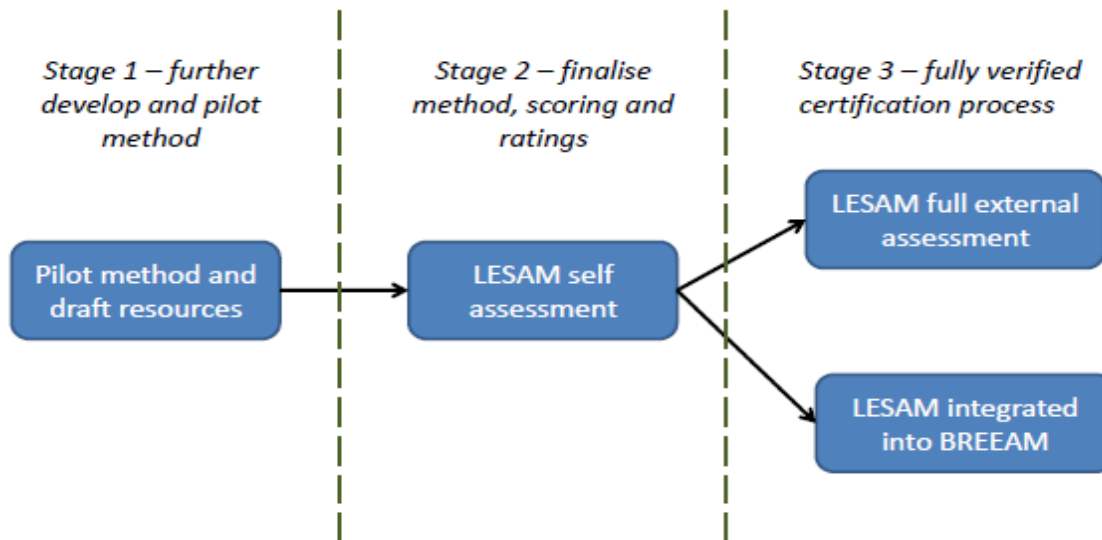 Stage 1 – further
develop and pilot
method
Stage 2 – finalise
method, scoring and
ratings
Stage 3 – fully verified
certification process
Pilot method and
draft resources
LESAM self
assessment
LESAM full external
assessment
LESAM integrated
into BREEAM